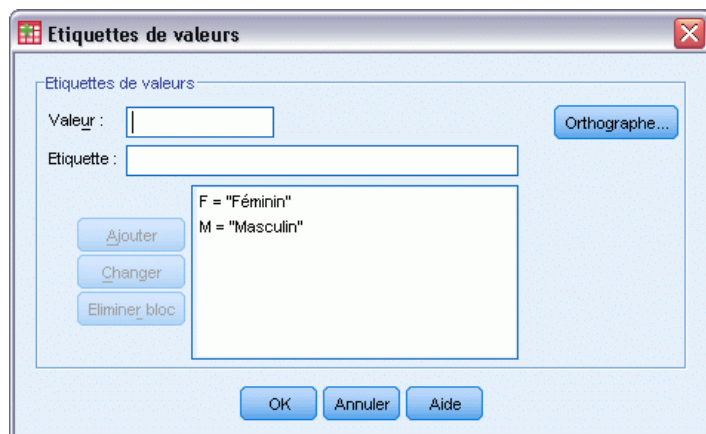 Etiquettes de valeurs
Etiquettes de valeurs
Valeur :
Orthographe...
Etiquette :
F = "Féminin"
M = "Masculin"
Ajouter
Changer
Eliminer bloc
OK Annuler Aide